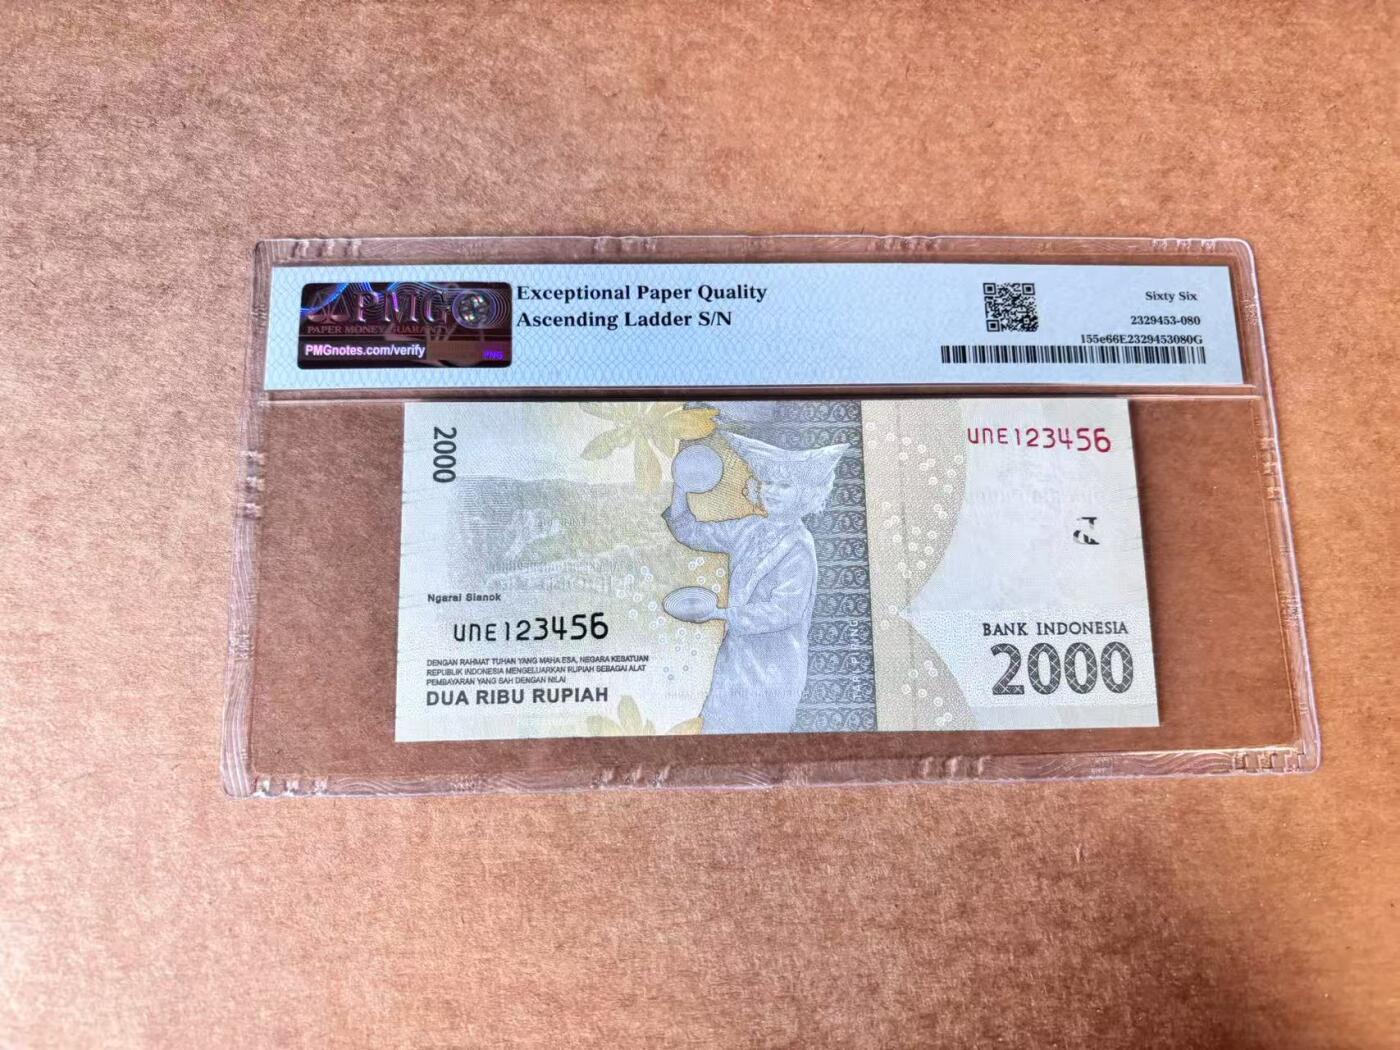 PMG
PAPER MONEY GUARANTY
PMGnotes.com/verify
PMG
Exceptional Paper Quality
Ascending Ladder S/N
Sixty Six
2329453-080
155e66E2329453080G
2000
UNE123456
Ngarai Sianok
UNE123456
DENGAN RAHMAT TUHAN YANG MAHA ESA, NEGARA KESATUAN
REPUBLIK INDONESIA MENGELUARKAN RUPIAH SEBAGAI ALAT
PEMBAYARAN YANG SAH DENGAN NILAI
DUA RIBU RUPIAH
BANK INDONESIA
2000